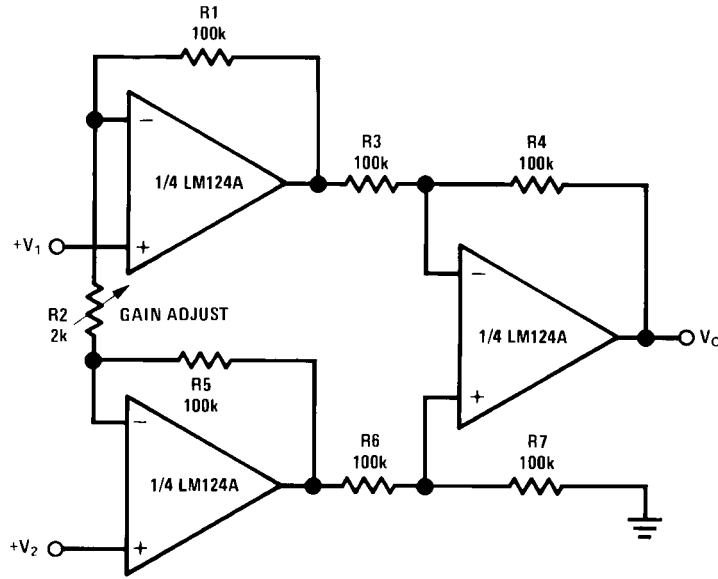 R1
100k
−
1/4 LM124A
+
+V1
R3
100k
R4
100k
R2
2k
GAIN ADJUST
−
1/4 LM124A
+
VO
R5
100k
−
1/4 LM124A
+
+V2
R6
100k
R7
100k